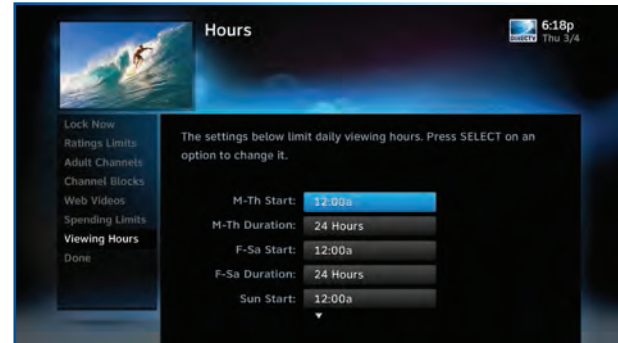 Hours
DIRECTV
6:18p
Thu 3/4
Lock Now
Ratings Limits
Adult Channels
Channel Blocks
Web Videos
Spending Limits
Viewing Hours
Done
The settings below limit daily viewing hours. Press SELECT on an
option to change it.
M-Th Start: 12:00a
M-Th Duration: 24 Hours
F-Sa Start: 12:00a
F-Sa Duration: 24 Hours
Sun Start: 12:00a